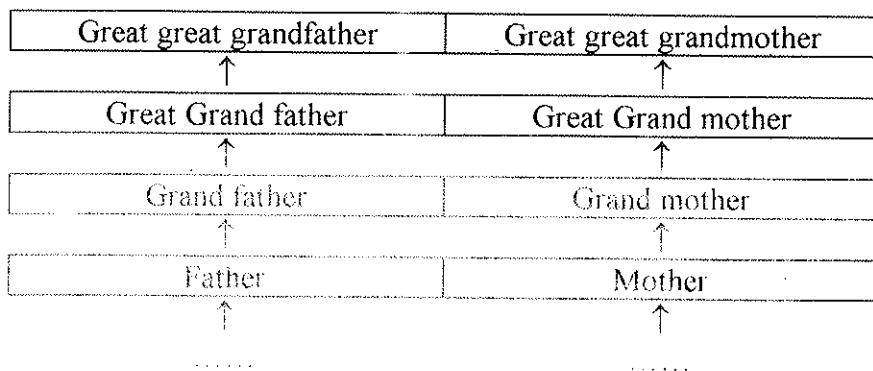 Great great grandfather Great great grandmother
Great Grand father Great Grand mother
Grand father Grand mother
Father Mother
...... ......